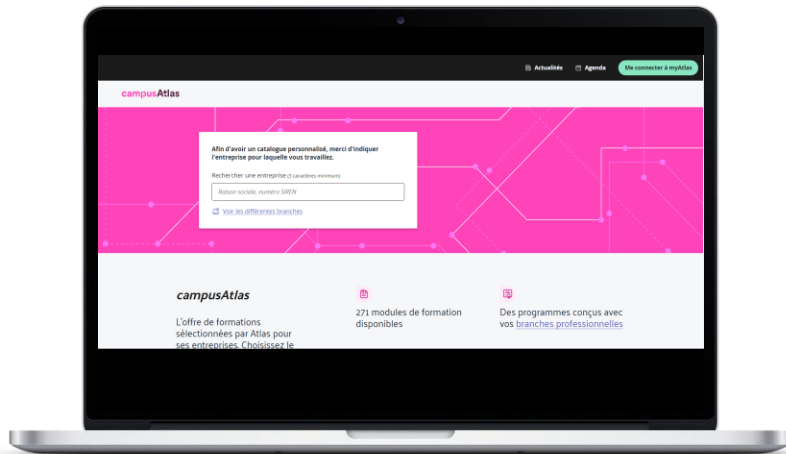 Actualités Agenda Me connecter à myAtlas
campusAtlas
Afin d'avoir un catalogue personnalisé, merci d'indiquer
l'entreprise pour laquelle vous travaillez.
Rechercher une entreprise (3 caractères minimum)
Raison sociale, numéro SIREN
Voir les différentes branches
campusAtlas
L'offre de formations
sélectionnées par Atlas pour
ses entreprises. Choisissez le
271 modules de formation
disponibles
Des programmes conçus avec
vos branches professionnelles